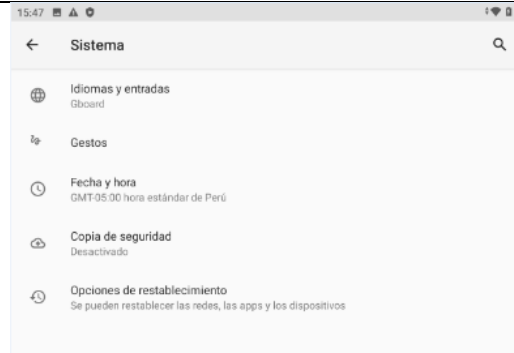 15:47
Sistema
Idiomas y entradas
Gboard
Gestos
Fecha y hora
GMT-05:00 hora estándar de Perú
Copia de seguridad
Desactivado
Opciones de restablecimiento
Se pueden restablecer las redes, las apps y los dispositivos